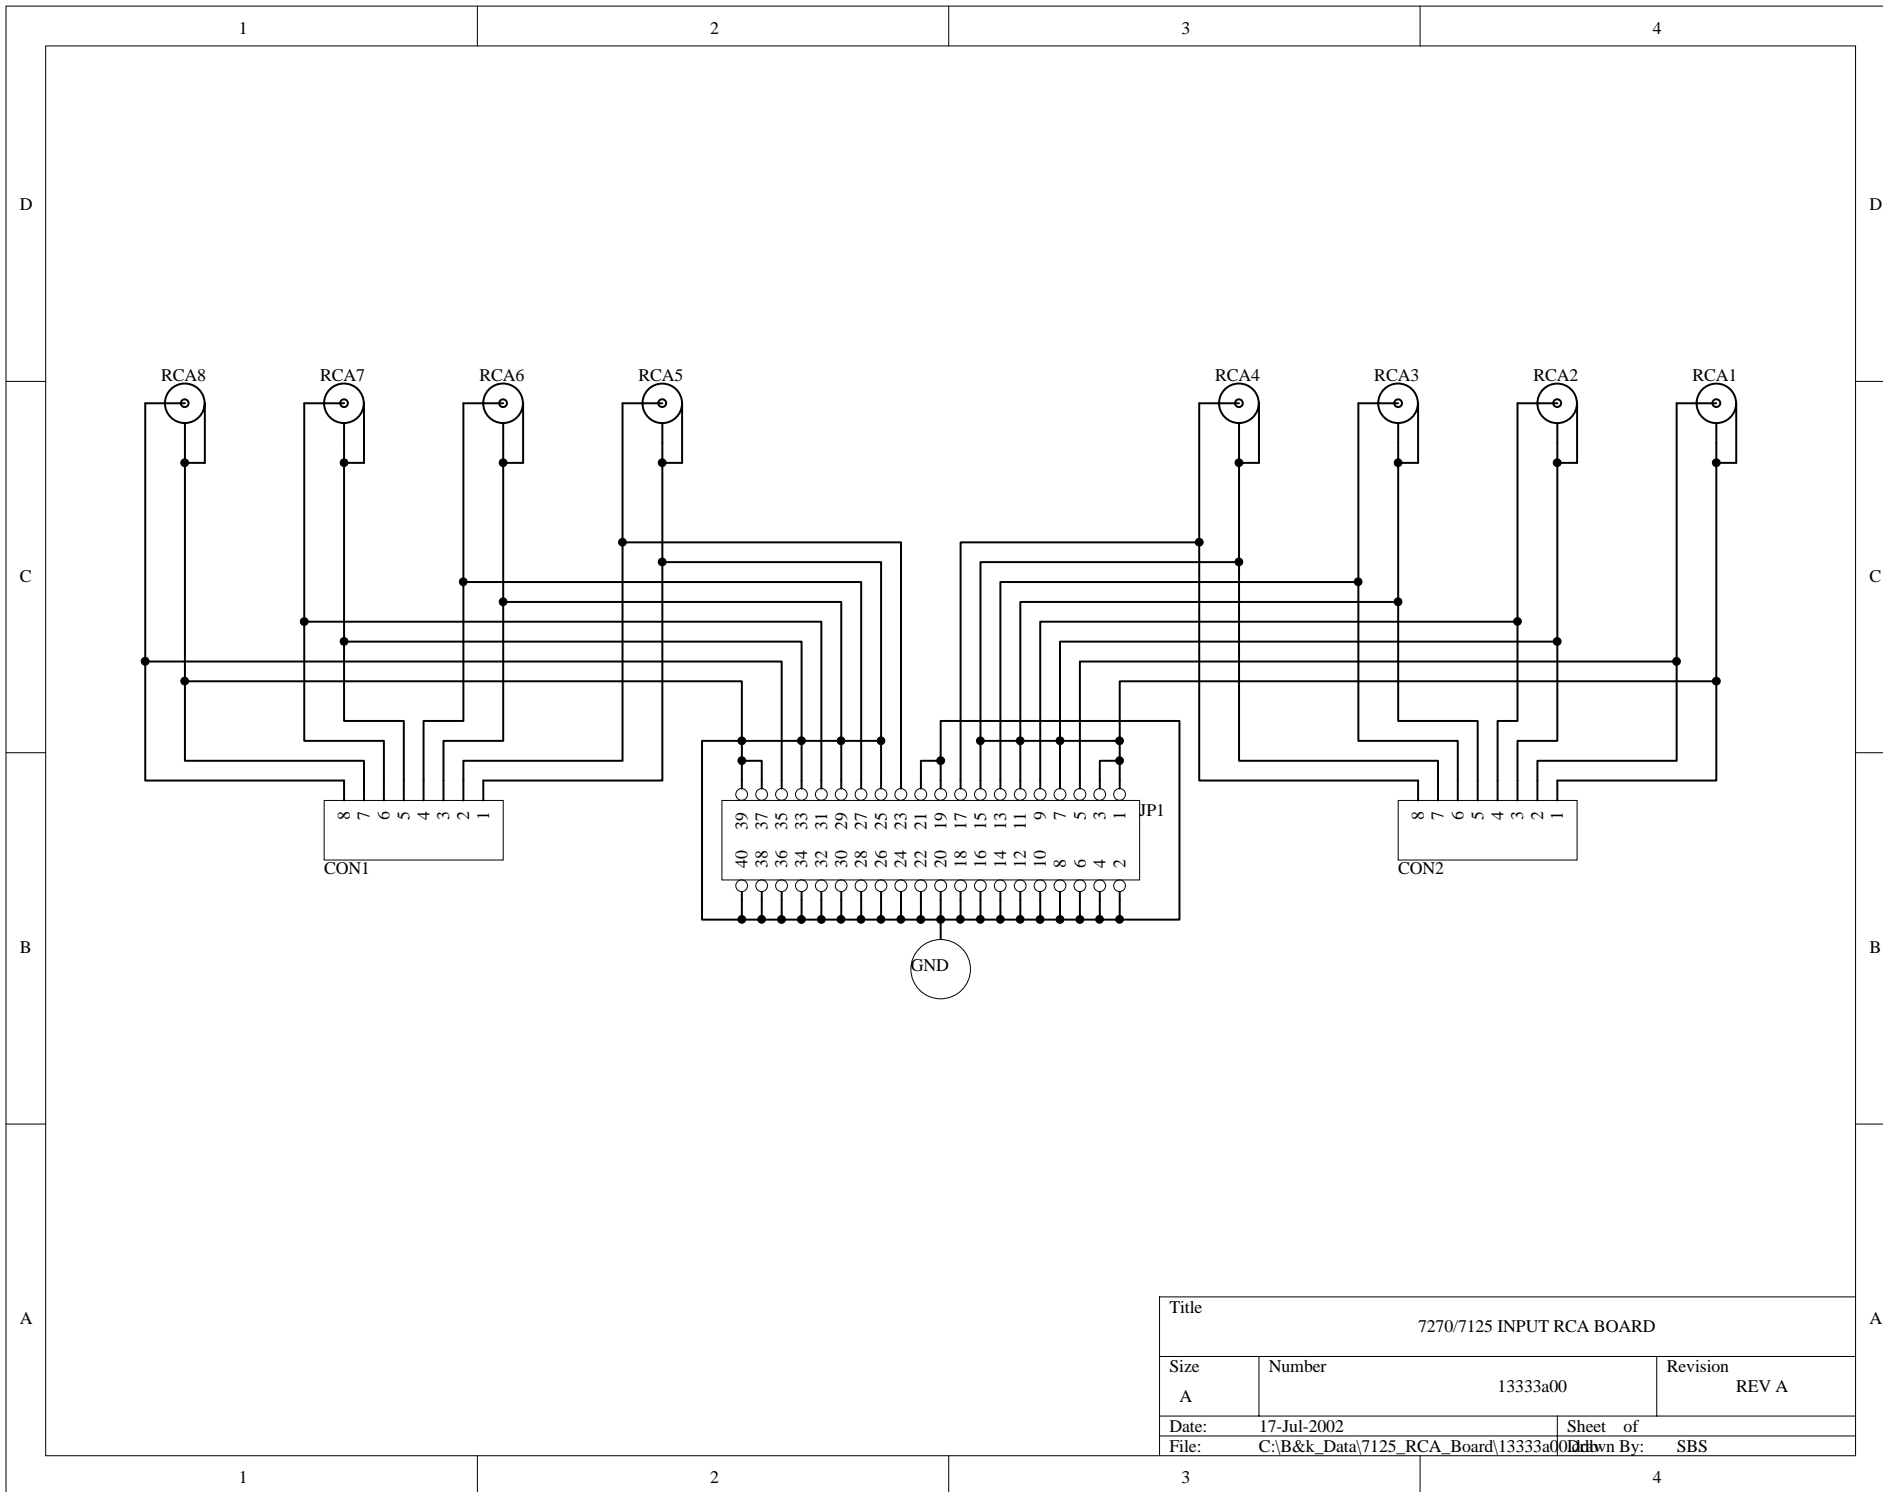 1 2 3 4
D D
RCA8 RCA7 RCA6 RCA5 RCA4 RCA3 RCA2 RCA1
C C
8 7 6 5 4 3 2 1
CON1
39 37 35 33 31 29 27 25 23 21 19 17 15 13 11 9 7 5 3 1
JP1
40 38 36 34 32 30 28 26 24 22 20 18 16 14 12 10 8 6 4 2
8 7 6 5 4 3 2 1
CON2
B B
GND
A A
Title
7270/7125 INPUT RCA BOARD
Size Number Revision
A 13333a00 REV A
Date: 17-Jul-2002 Sheet of
File: C:\B&k_Data\7125_RCA_Board\13333a00.ddb Drawn By: SBS
1 2 3 4